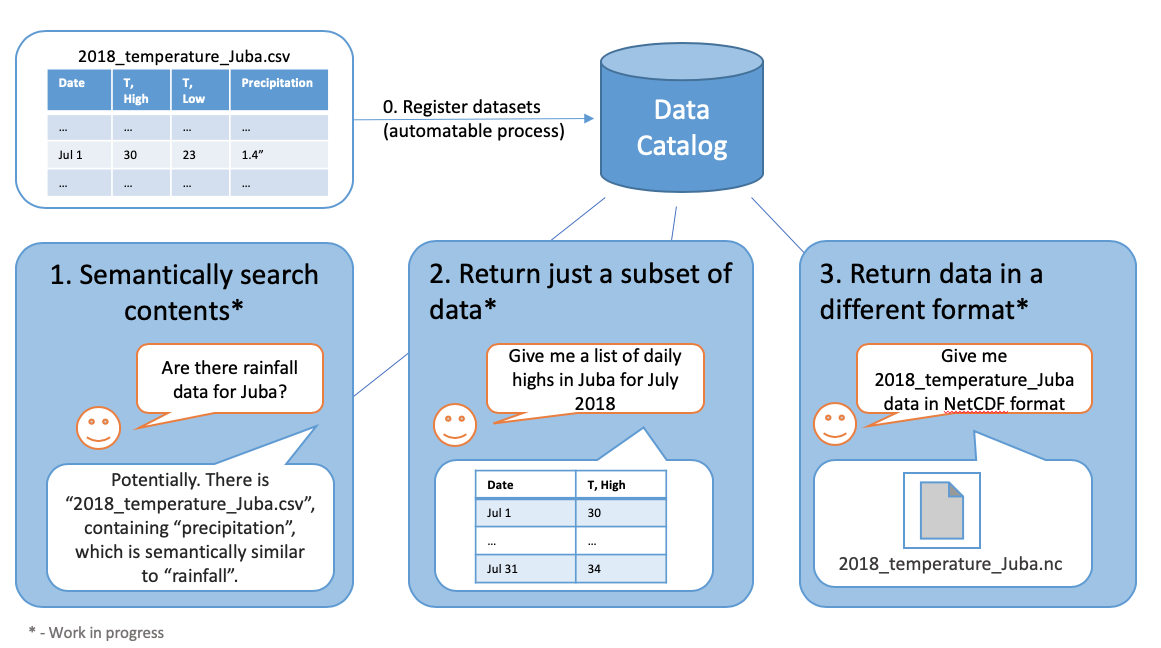 2018_temperature_Juba.csv
Date T, High T, Low Precipitation
... ... ... ...
Jul 1 30 23 1.4”
... ... ... ...
0. Register datasets
(automatable process)
Data
Catalog
1. Semantically search
contents*
Are there rainfall
data for Juba?
Potentially. There is
“2018_temperature_Juba.csv”,
containing “precipitation”,
which is semantically similar
to “rainfall”.
2. Return just a subset of
data*
Give me a list of daily
highs in Juba for July
2018
Date T, High
Jul 1 30
... ...
Jul 31 34
3. Return data in a
different format*
Give me
2018_temperature_Juba
data in NetCDF format
2018_temperature_Juba.nc
* - Work in progress